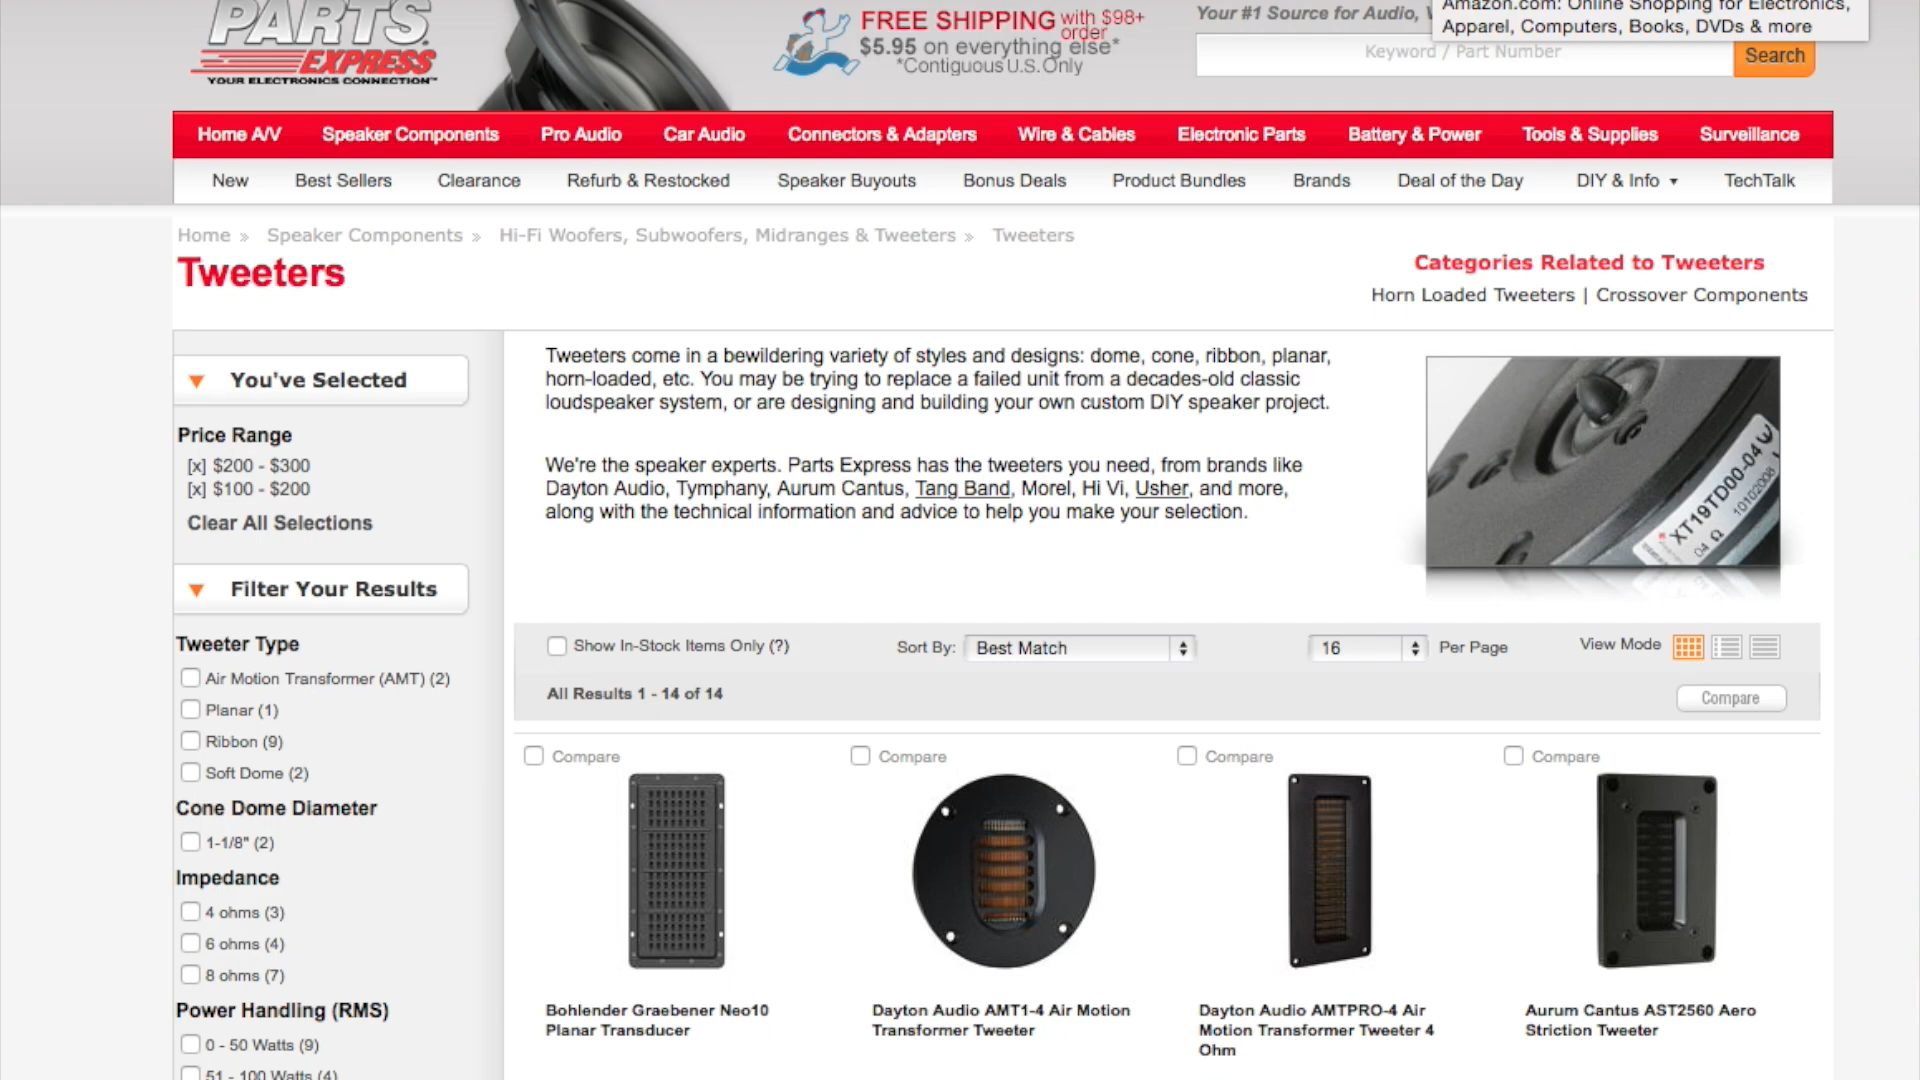 PARTS
EXPRESS
YOUR ELECTRONICS CONNECTION™
FREE SHIPPING with $98+ order
$5.95 on everything else*
*Contiguous U.S. Only
Your #1 Source for Audio,
Amazon.com: Online Shopping for Electronics,
Apparel, Computers, Books, DVDs & more
Keyword / Part Number
Search
Home A/V Speaker Components Pro Audio Car Audio Connectors & Adapters Wire & Cables Electronic Parts Battery & Power Tools & Supplies Surveillance
New Best Sellers Clearance Refurb & Restocked Speaker Buyouts Bonus Deals Product Bundles Brands Deal of the Day DIY & Info TechTalk
Home » Speaker Components » Hi-Fi Woofers, Subwoofers, Midranges & Tweeters » Tweeters
Tweeters
Categories Related to Tweeters
Horn Loaded Tweeters | Crossover Components
You've Selected
Price Range
[x] $200 - $300
[x] $100 - $200
Clear All Selections
Filter Your Results
Tweeter Type
Air Motion Transformer (AMT) (2)
Planar (1)
Ribbon (9)
Soft Dome (2)
Cone Dome Diameter
1-1/8" (2)
Impedance
4 ohms (3)
6 ohms (4)
8 ohms (7)
Power Handling (RMS)
0 - 50 Watts (9)
51 - 100 Watts (4)
Tweeters come in a bewildering variety of styles and designs: dome, cone, ribbon, planar,
horn-loaded, etc. You may be trying to replace a failed unit from a decades-old classic
loudspeaker system, or are designing and building your own custom DIY speaker project.
We're the speaker experts. Parts Express has the tweeters you need, from brands like
Dayton Audio, Tymphany, Aurum Cantus, Tang Band, Morel, Hi Vi, Usher, and more,
along with the technical information and advice to help you make your selection.
XT19TD00-04
04 Ω
10102008
Show In-Stock Items Only (?)
Sort By: Best Match
16 Per Page
View Mode
All Results 1 - 14 of 14
Compare
Compare
Compare
Compare
Compare
Bohlender Graebener Neo10
Planar Transducer
Dayton Audio AMT1-4 Air Motion
Transformer Tweeter
Dayton Audio AMTPRO-4 Air
Motion Transformer Tweeter 4
Ohm
Aurum Cantus AST2560 Aero
Striction Tweeter